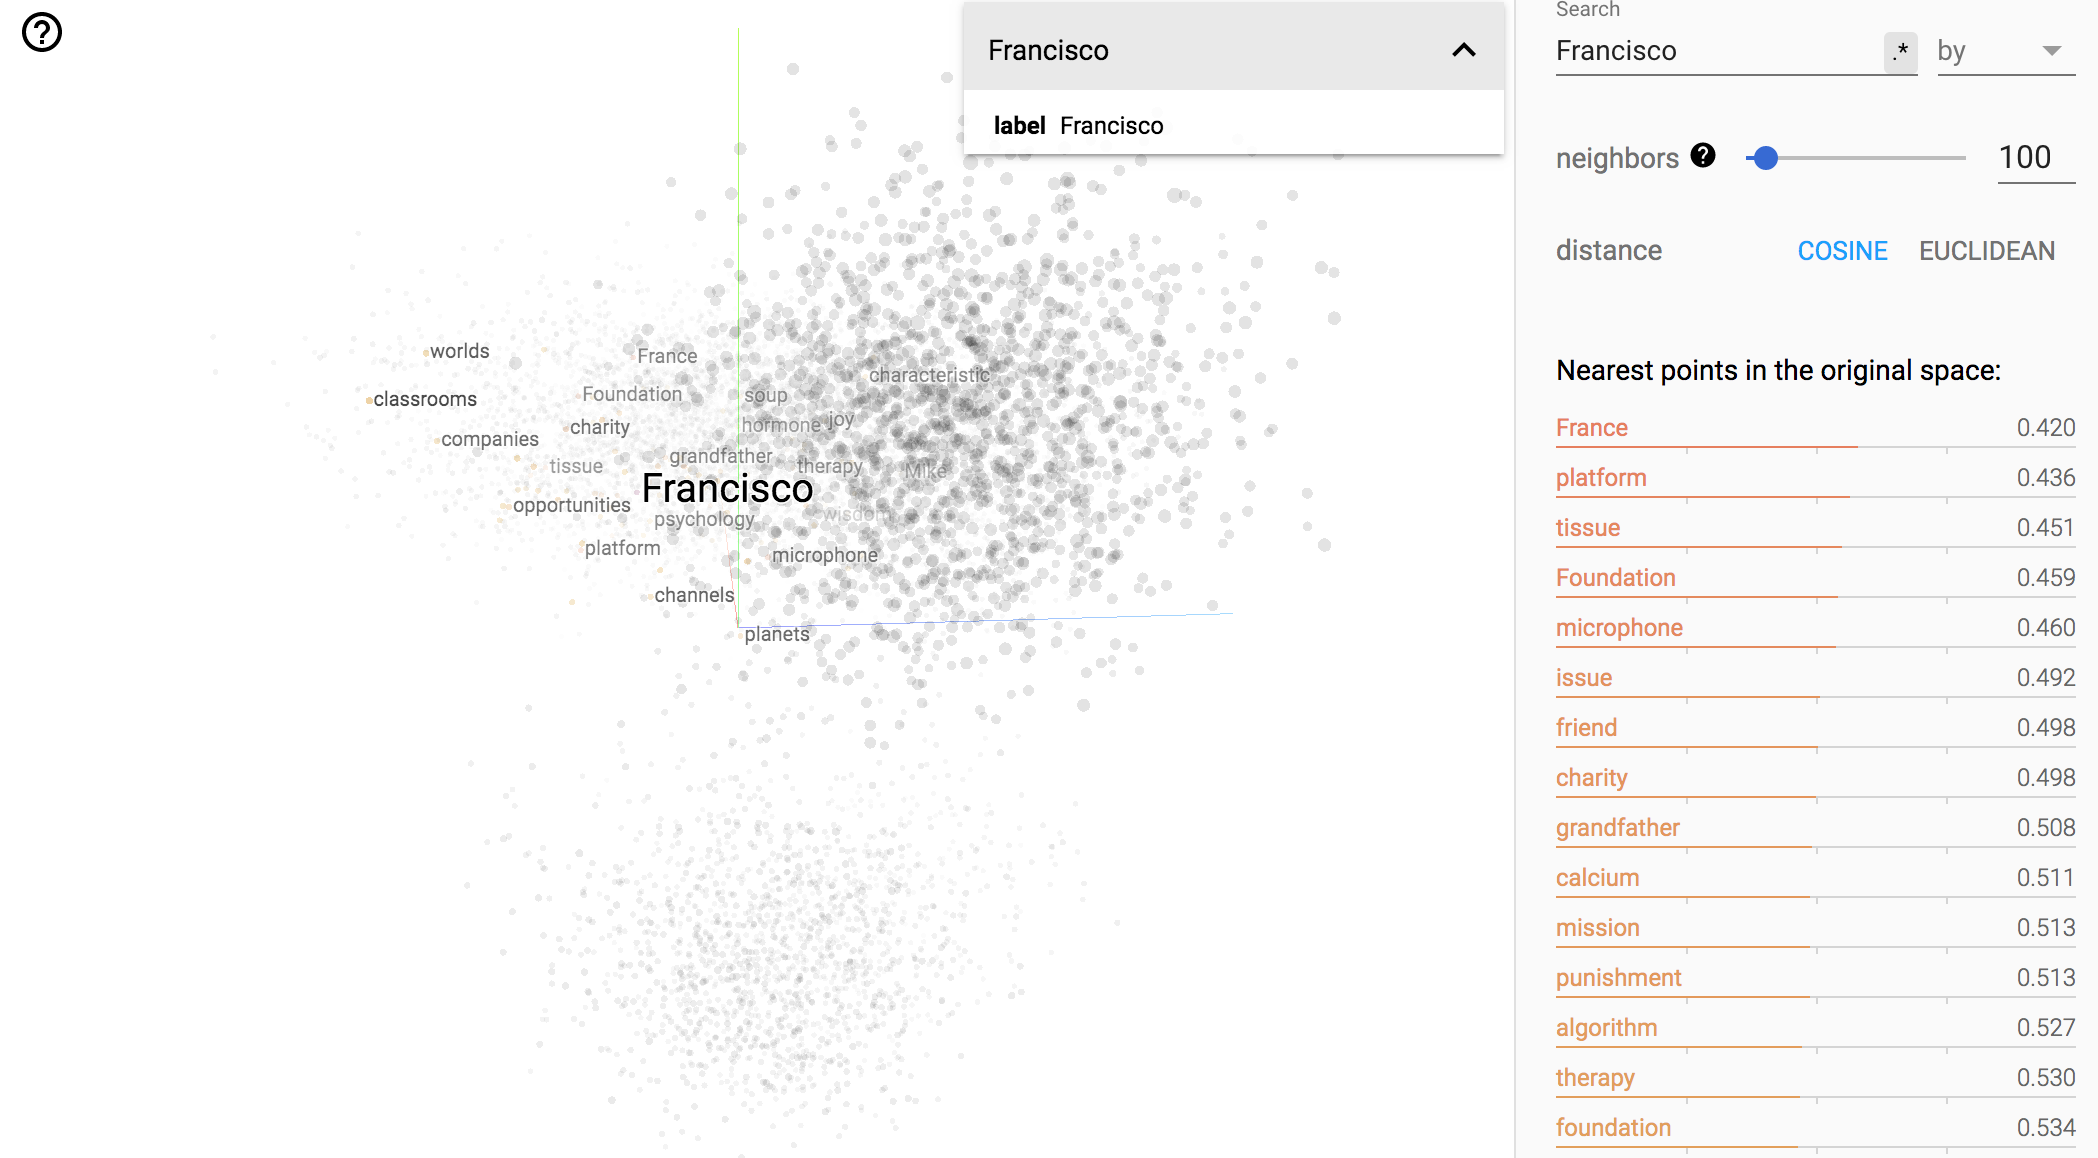 Francisco
label Francisco
worlds
France
characteristic
classrooms
Foundation
soup
charity
hormone
joy
companies
grandfather
tissue
therapy
Mike
Francisco
opportunities
psychology
wisdom
platform
microphone
channels
planets
Search
Francisco .* by
neighbors ? 100
distance COSINE EUCLIDEAN
Nearest points in the original space:
France 0.420
platform 0.436
tissue 0.451
Foundation 0.459
microphone 0.460
issue 0.492
friend 0.498
charity 0.498
grandfather 0.508
calcium 0.511
mission 0.513
punishment 0.513
algorithm 0.527
therapy 0.530
foundation 0.534